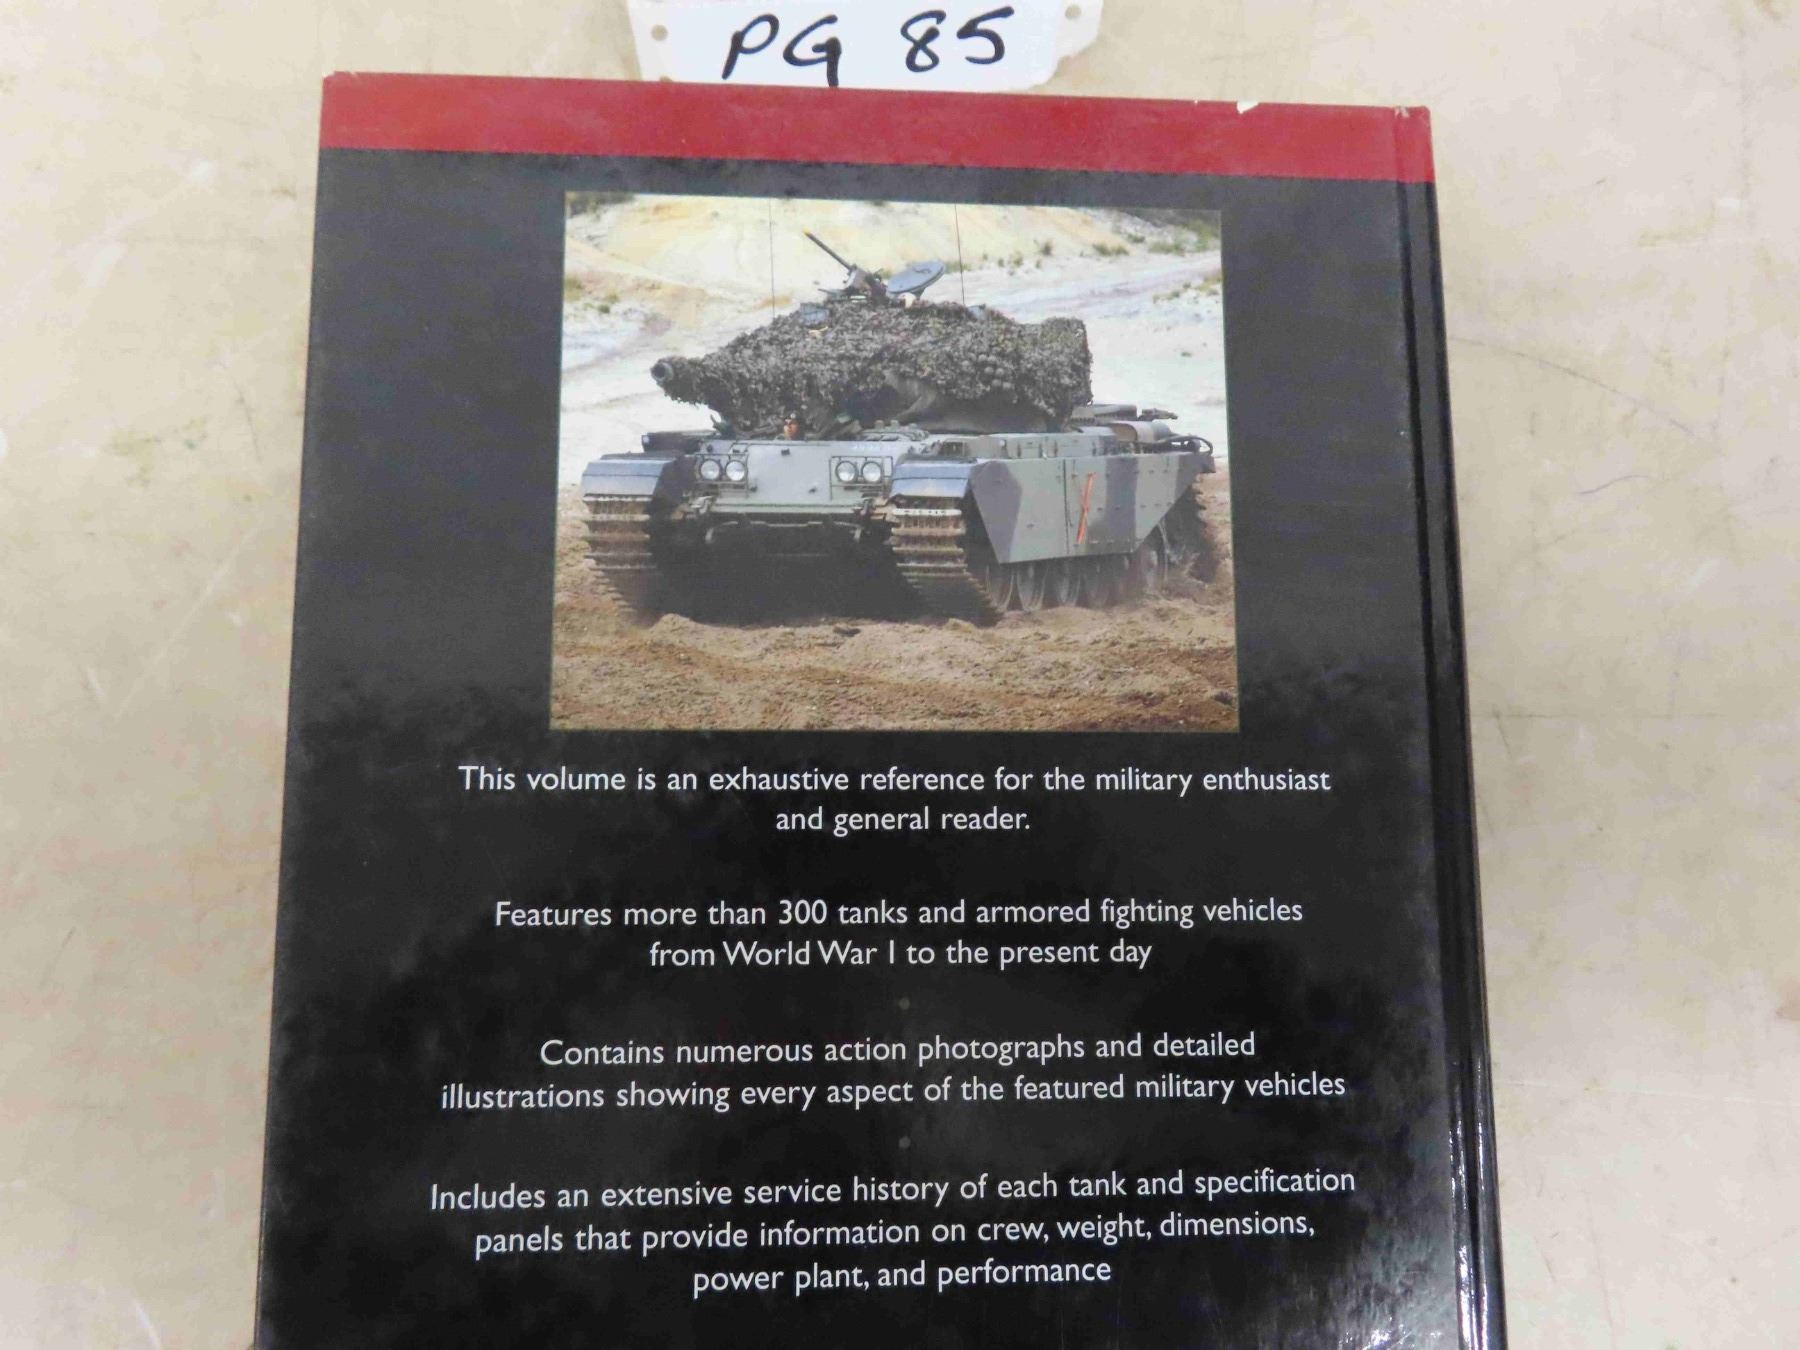 PG 85
This volume is an exhaustive reference for the military enthusiast
and general reader.
Features more than 300 tanks and armored fighting vehicles
from World War I to the present day
Contains numerous action photographs and detailed
illustrations showing every aspect of the featured military vehicles
Includes an extensive service history of each tank and specification
panels that provide information on crew, weight, dimensions,
power plant, and performance